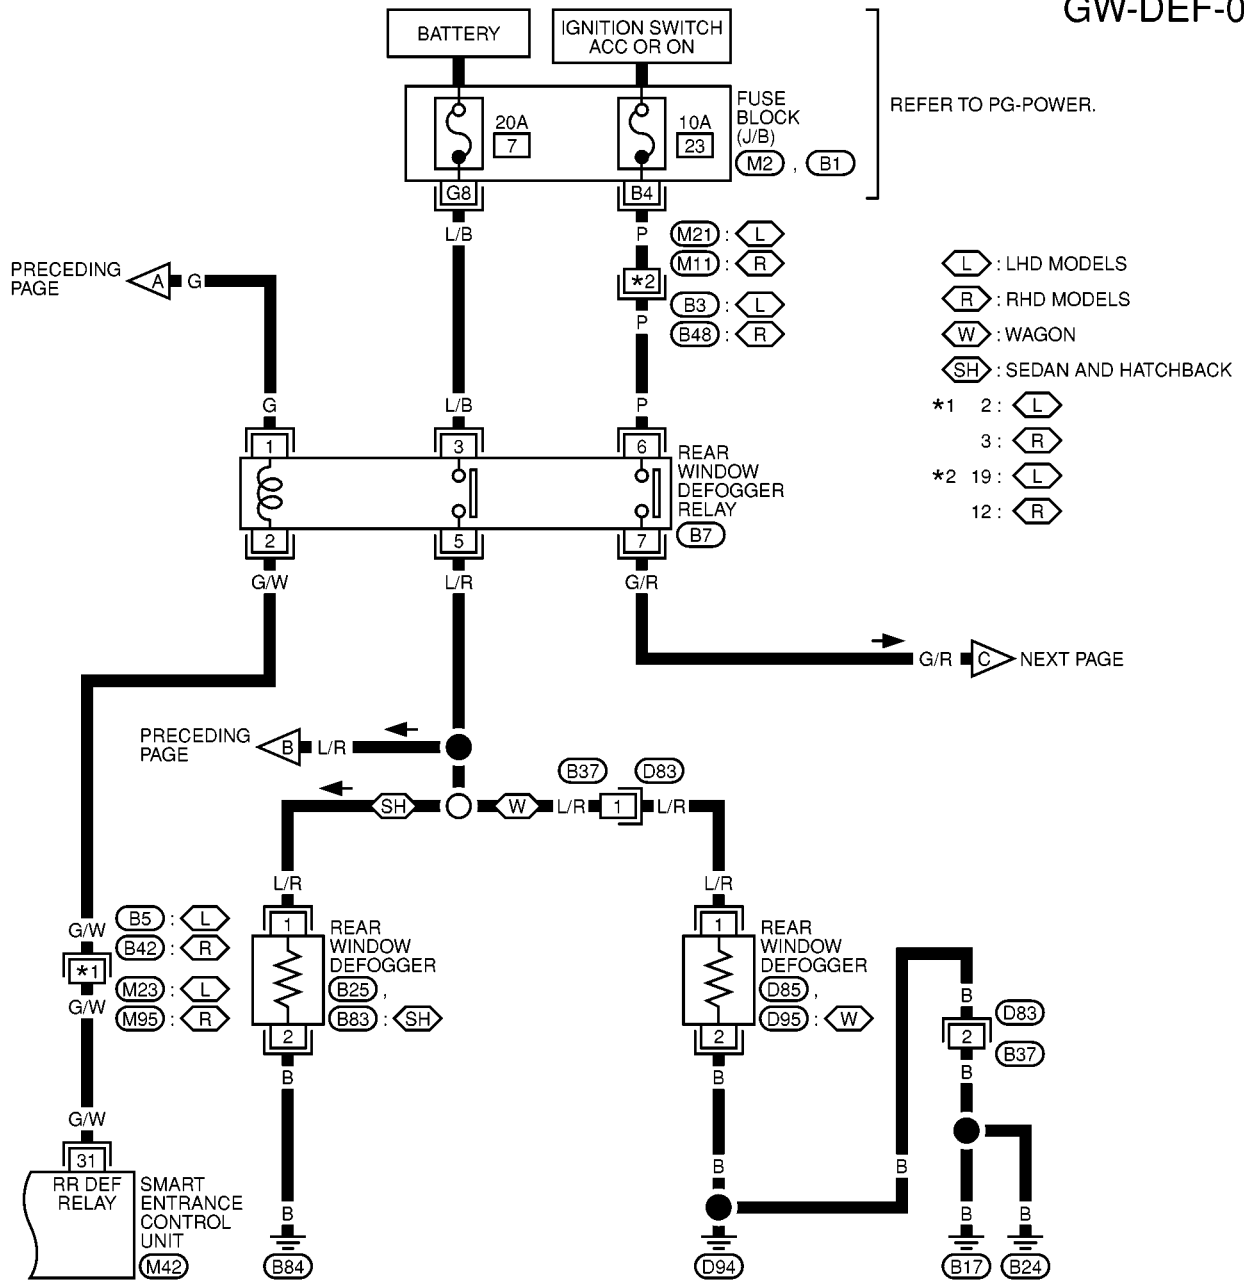 GW-DEF-0
BATTERY
IGNITION SWITCH
ACC OR ON
20A
7
10A
23
FUSE
BLOCK
(J/B)
M2 , B1
REFER TO PG-POWER.
G8
B4
L/B
P
M21 : L
M11 : R
*2
B3 : L
B48 : R
P
PRECEDING
PAGE
A
G
L : LHD MODELS
R : RHD MODELS
W : WAGON
SH : SEDAN AND HATCHBACK
*1 2 : L
3 : R
*2 19 : L
12 : R
G
L/B
P
1
3
6
REAR
WINDOW
DEFOGGER
RELAY
B7
2
5
7
G/W
L/R
G/R
G/R
C
NEXT PAGE
PRECEDING
PAGE
B
L/R
SH
W
L/R
B37
D83
1
L/R
L/R
L/R
G/W
B5 : L
B42 : R
*1
M23 : L
M95 : R
G/W
1
REAR
WINDOW
DEFOGGER
B25 ,
B83 : SH
2
B
1
REAR
WINDOW
DEFOGGER
D85 ,
D95 : W
2
B
B
D83
2
B37
B
G/W
31
RR DEF
RELAY
SMART
ENTRANCE
CONTROL
UNIT
M42
B
B84
B
D94
B
B
B
B17
B24